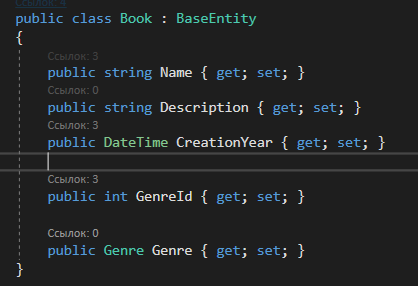 Ссылок: 4
public class Book : BaseEntity
{
Ссылок: 3
public string Name { get; set; }
Ссылок: 0
public string Description { get; set; }
Ссылок: 3
public DateTime CreationYear { get; set; }
Ссылок: 3
public int GenreId { get; set; }
Ссылок: 0
public Genre Genre { get; set; }
}